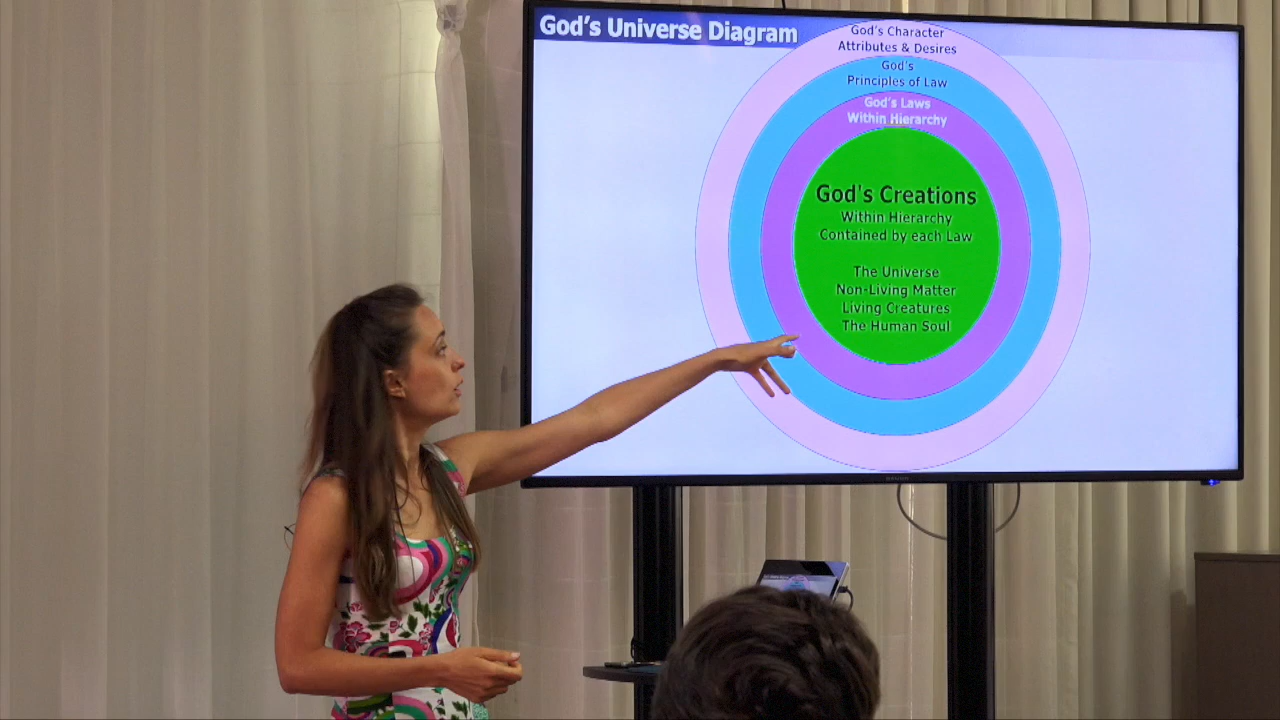 God's Universe Diagram
God's Character
Attributes & Desires
God's
Principles of Law
God's Laws
Within Hierarchy
God's Creations
Within Hierarchy
Contained by each Law
The Universe
Non-Living Matter
Living Creatures
The Human Soul